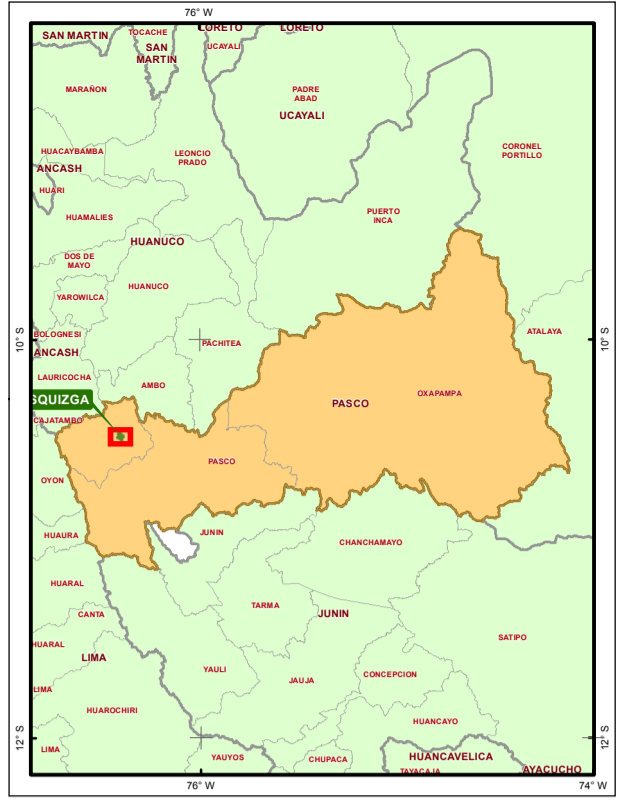 76° W
SAN MARTIN
TOCACHE
SAN
MARTIN
LORETO
LORETO
UCAYALI
MARAÑON
PADRE
ABAD
UCAYALI
HUACAYBAMBA
LEONCIO
PRADO
CORONEL
PORTILLO
ANCASH
HUARI
HUAMALIES
PUERTO
INCA
HUANUCO
DOS DE
MAYO
HUANUCO
YAROWILCA
10° S
BOLOGNESI
PACHITEA
ATALAYA
10° S
ANCASH
LAURICOCHA
AMBO
SQUIZGA
PASCO
OXAPAMPA
CAJATAMBO
PASCO
OYON
HUAURA
JUNIN
CHANCHAMAYO
HUARAL
TARMA
JUNIN
CANTA
SATIPO
HUARAL
LIMA
YAULI
JAUJA
CONCEPCION
LIMA
HUAROCHIRI
HUANCAYO
12° S
LIMA
YAUYOS
CHUPACA
HUANCAVELICA
12° S
TAYACAJA
AYACUCHO
76° W
74° W